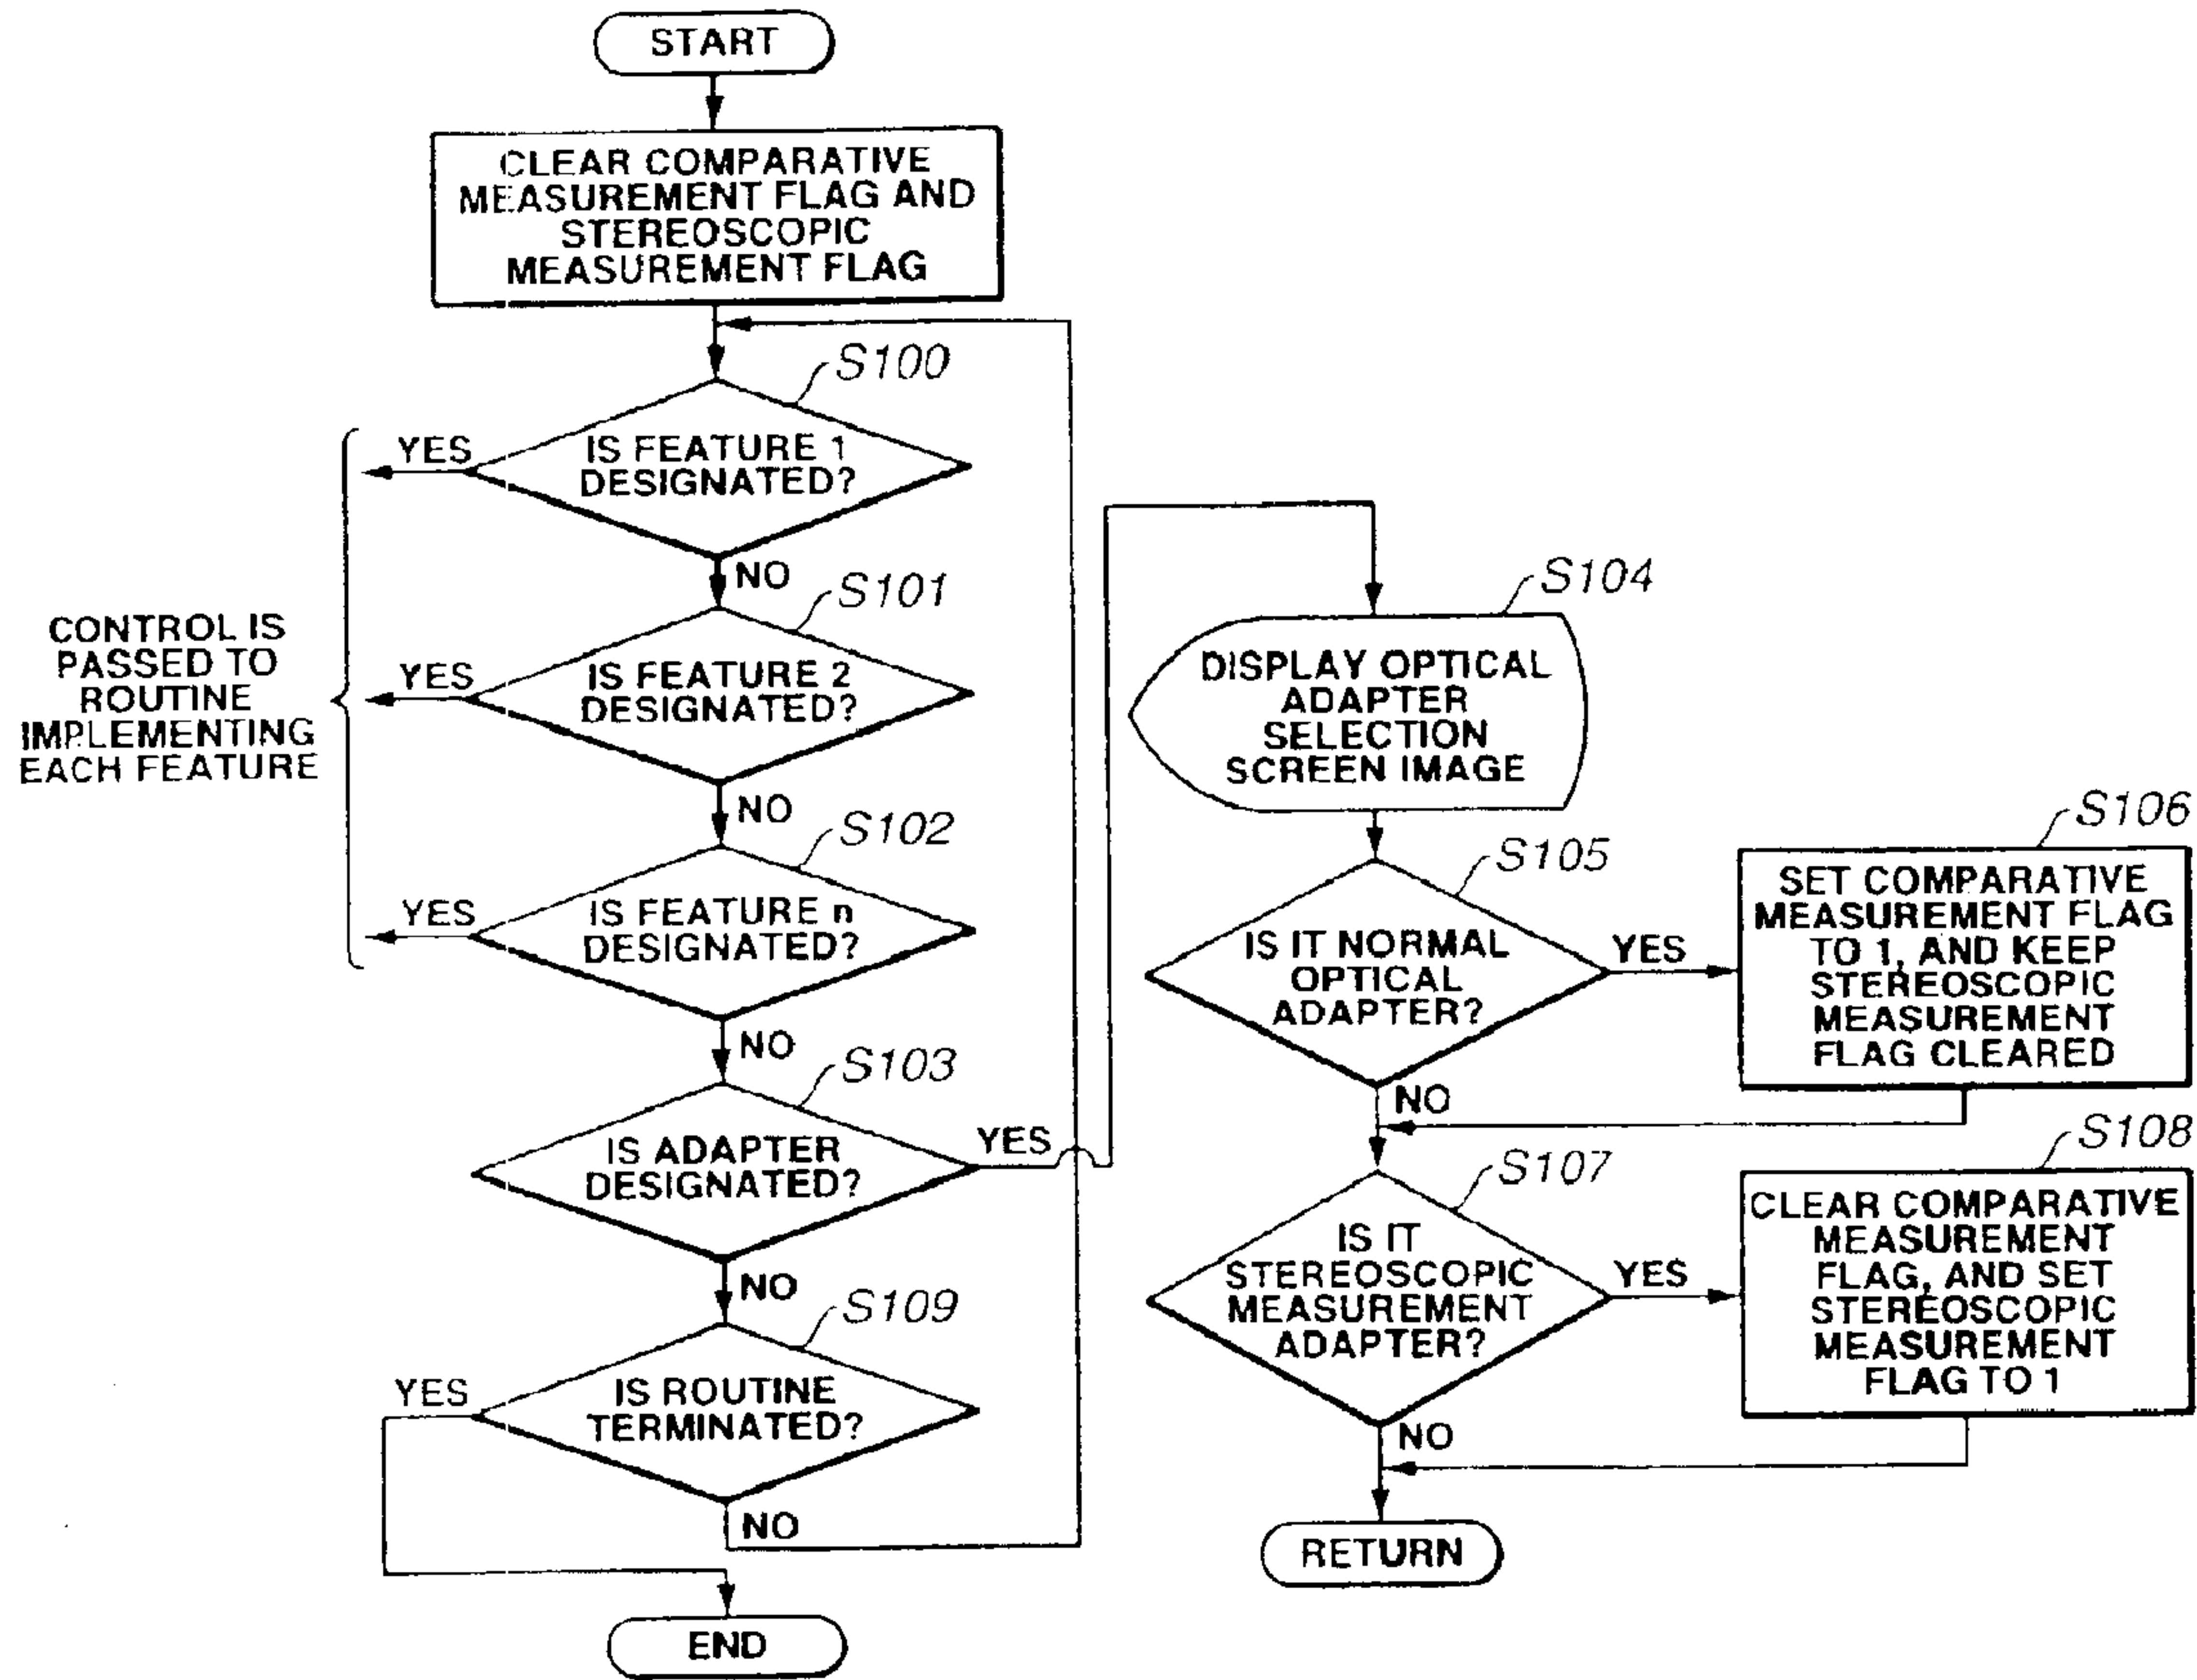 START
CLEAR COMPARATIVE
MEASUREMENT FLAG AND
STEREOSCOPIC
MEASUREMENT FLAG
S100
YES
IS FEATURE 1
DESIGNATED?
NO
S101
CONTROL IS
PASSED TO
ROUTINE
IMPLEMENTING
EACH FEATURE
YES
IS FEATURE 2
DESIGNATED?
NO
S102
YES
IS FEATURE n
DESIGNATED?
NO
S103
IS ADAPTER
DESIGNATED?
YES
NO
S109
YES
IS ROUTINE
TERMINATED?
NO
END
S104
DISPLAY OPTICAL
ADAPTER
SELECTION
SCREEN IMAGE
S105
IS IT NORMAL
OPTICAL
ADAPTER?
YES
NO
S106
SET COMPARATIVE
MEASUREMENT FLAG
TO 1, AND KEEP
STEREOSCOPIC
MEASUREMENT
FLAG CLEARED
S107
IS IT
STEREOSCOPIC
MEASUREMENT
ADAPTER?
YES
NO
S108
CLEAR COMPARATIVE
MEASUREMENT
FLAG, AND SET
STEREOSCOPIC
MEASUREMENT
FLAG TO 1
RETURN